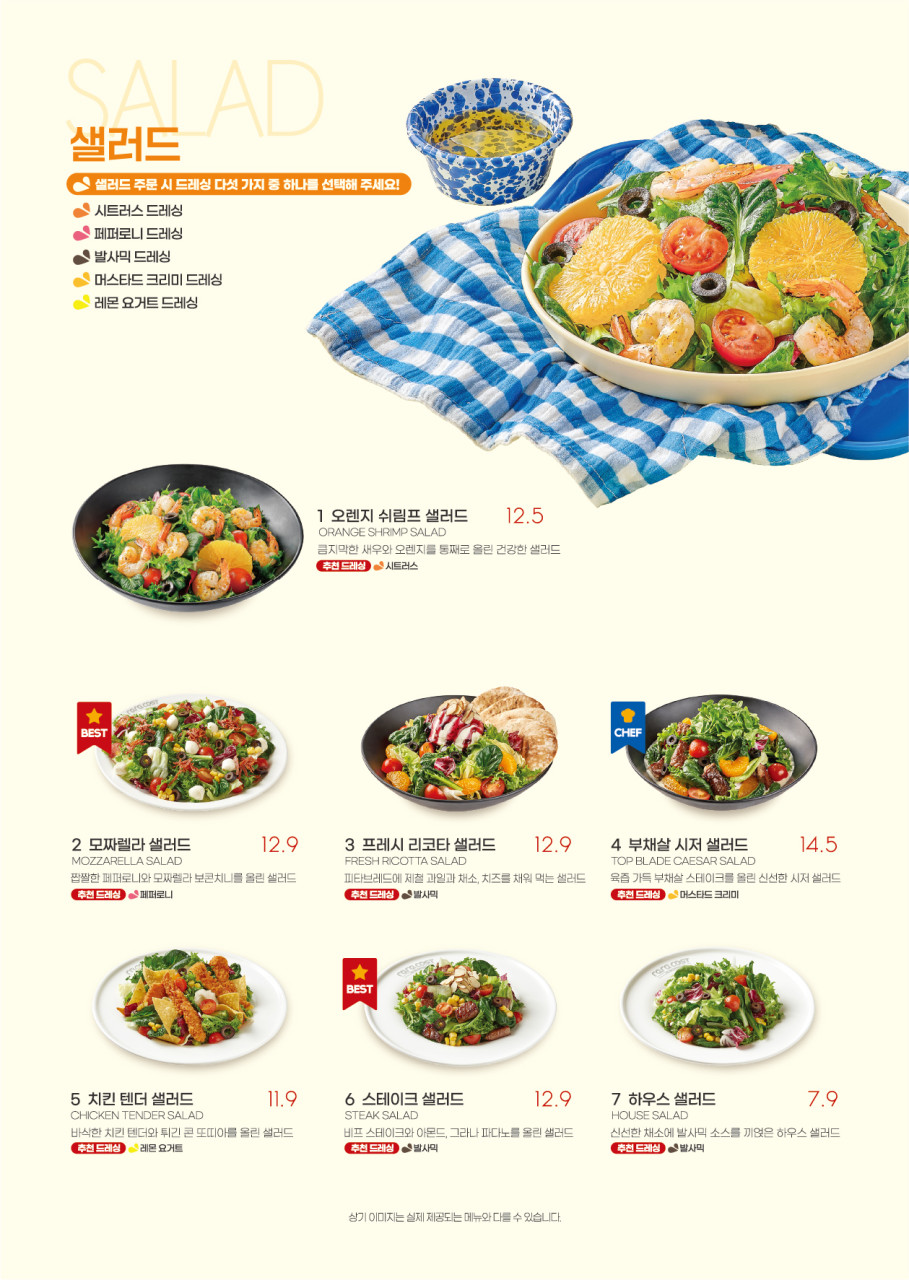 SALAD
샐러드
샐러드 주문 시 드레싱 다섯 가지 중 하나를 선택해 주세요!
시트러스 드레싱
페퍼로니 드레싱
발사믹 드레싱
머스타드 크리미 드레싱
레몬 요거트 드레싱
1 오렌지 쉬림프 샐러드 12.5
ORANGE SHRIMP SALAD
큼지막한 새우와 오렌지를 통째로 올린 건강한 샐러드
추천 드레싱 시트러스
BEST
2 모짜렐라 샐러드 12.9
MOZZARELLA SALAD
짭짤한 페퍼로니와 모짜렐라 보콘치니를 올린 샐러드
추천 드레싱 페퍼로니
3 프레시 리코타 샐러드 12.9
FRESH RICOTTA SALAD
피타브레드에 제철 과일과 채소, 치즈를 채워 먹는 샐러드
추천 드레싱 발사믹
CHEF
4 부채살 시저 샐러드 14.5
TOP BLADE CAESAR SALAD
육즙 가득 부채살 스테이크를 올린 신선한 시저 샐러드
추천 드레싱 머스타드 크리미
5 치킨 텐더 샐러드 11.9
CHICKEN TENDER SALAD
바삭한 치킨 텐더와 튀긴 콘 또띠아를 올린 샐러드
추천 드레싱 레몬 요거트
BEST
6 스테이크 샐러드 12.9
STEAK SALAD
비프 스테이크와 아몬드, 그라나 파다노를 올린 샐러드
추천 드레싱 발사믹
7 하우스 샐러드 7.9
HOUSE SALAD
신선한 채소에 발사믹 소스를 끼얹은 하우스 샐러드
추천 드레싱 발사믹
상기 이미지는 실제 제공되는 메뉴와 다를 수 있습니다.